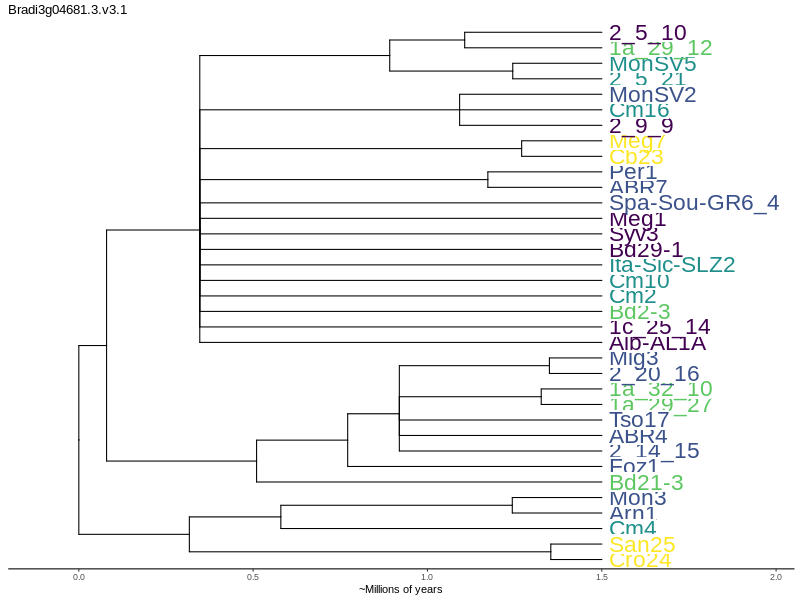 Bradi3g04681.3.v3.1
2_5_10
1a_29_12
MonSV5
2_5_21
MonSV2
Cm16
2_9_9
Meg7
Cb23
Per1
ABR7
Spa-Sou-GR6_4
Meg1
Syv3
Bd29-1
Ita-Sic-SLZ2
Cm10
Cm2
Bd2-3
1c_25_14
Alb-AL1A
Mig3
2_20_16
1a_32_10
1a_29_27
Tso17
ABR4
2_14_15
Foz1
Bd21-3
Mon3
Arn1
Cm4
San25
Cro24
0.0 0.5 1.0 1.5 2.0
~Millions of years